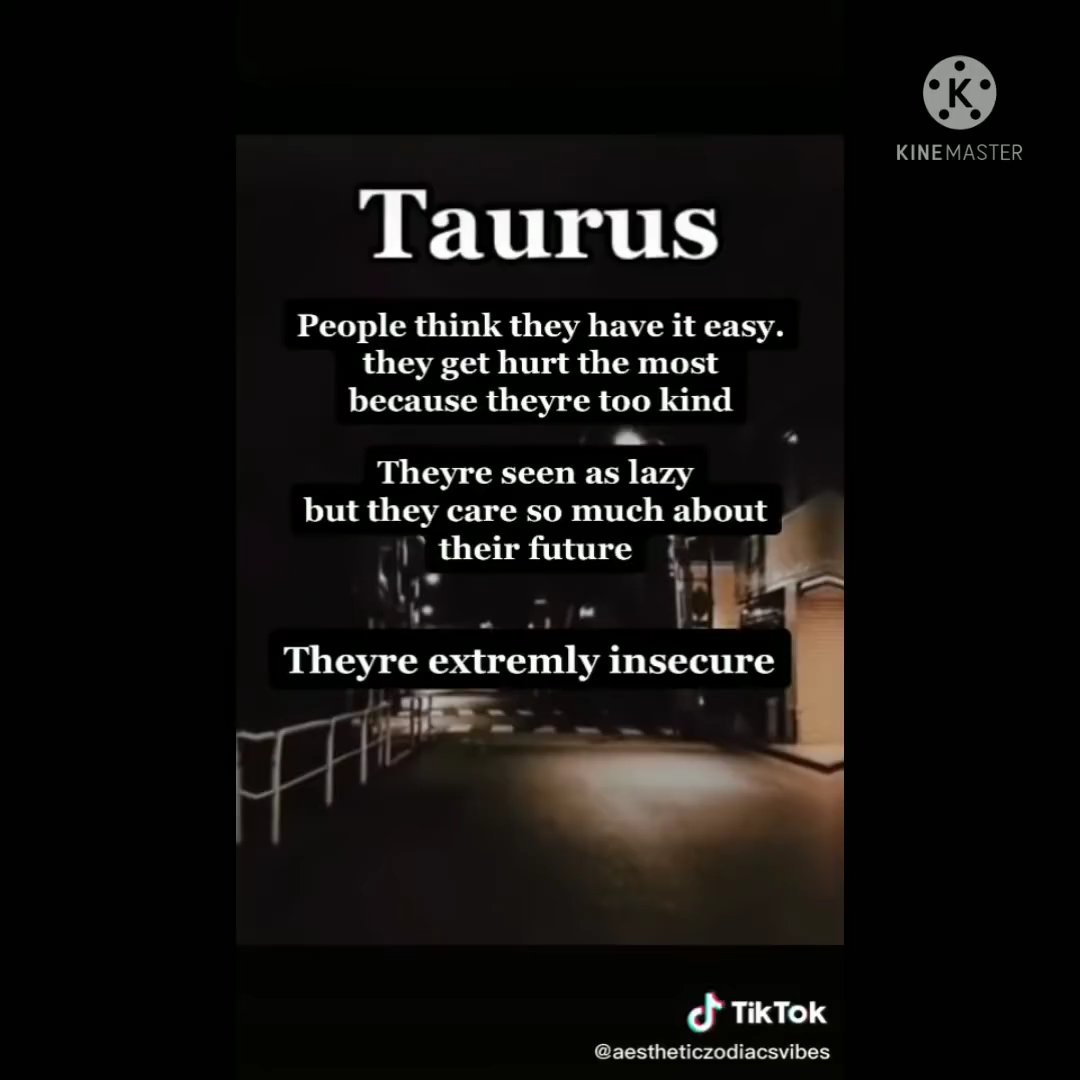 K
KINEMASTER
Taurus
People think they have it easy.
they get hurt the most
because theyre too kind
Theyre seen as lazy
but they care so much about
their future
Theyre extremly insecure
TikTok
@aestheticzodiacsvibes